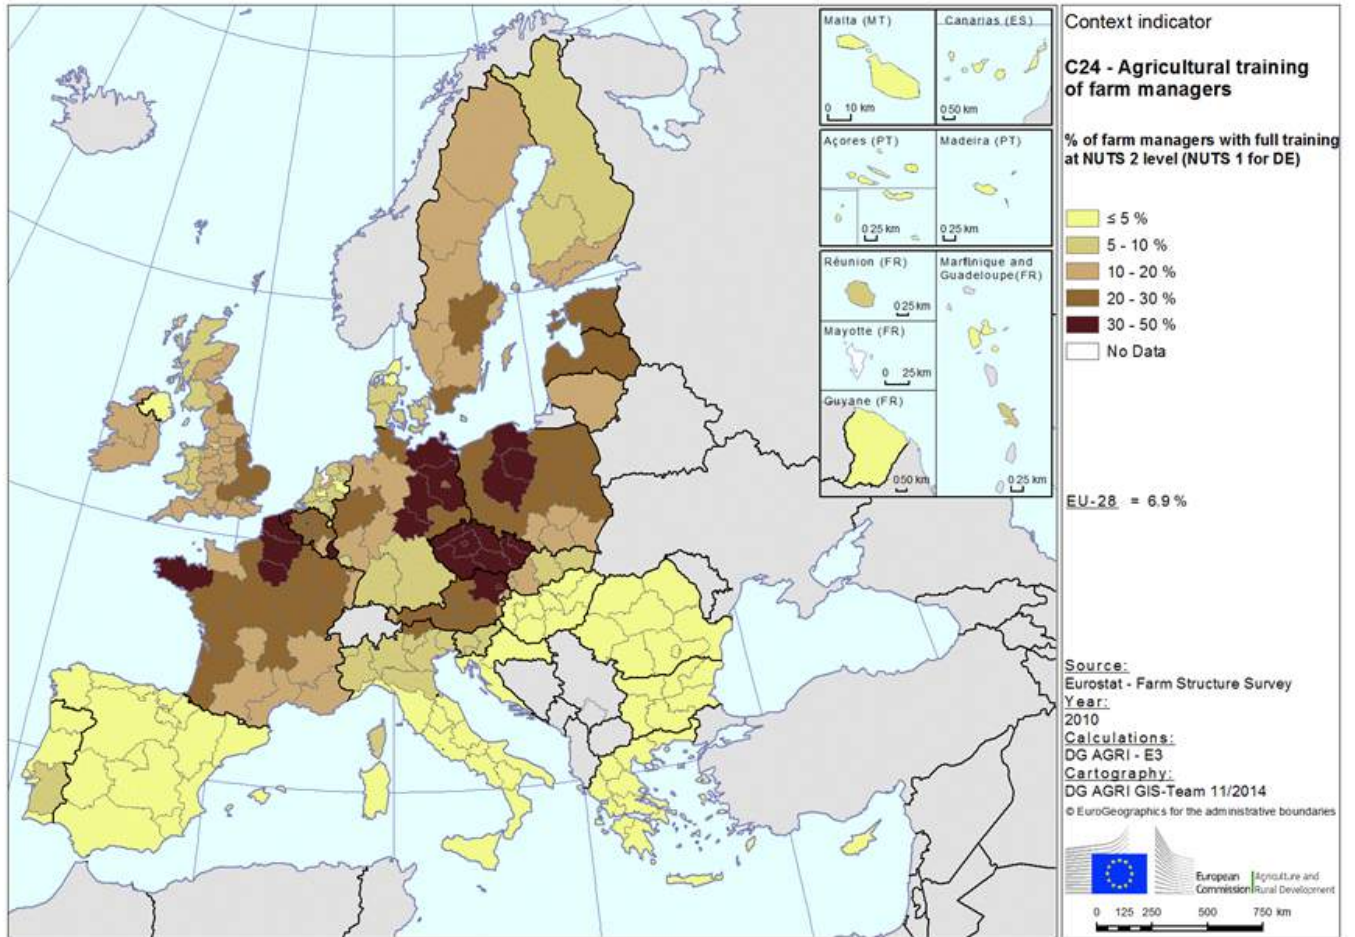 Malta (MT)
0 10 km
Canarias (ES)
0 50 km
Açores (PT)
0 25 km
Madeira (PT)
0 25 km
Réunion (FR)
0 25 km
Martinique and
Guadeloupe(FR)
0 25 km
Mayotte (FR)
0 25km
Guyane (FR)
0 50 km
Context indicator
C24 - Agricultural training
of farm managers
% of farm managers with full training
at NUTS 2 level (NUTS 1 for DE)
≤ 5 %
5 - 10 %
10 - 20 %
20 - 30 %
30 - 50 %
No Data
EU-28 = 6.9 %
Source:
Eurostat - Farm Structure Survey
Year:
2010
Calculations:
DG AGRI - E3
Cartography:
DG AGRI GIS-Team 11/2014
© EuroGeographics for the administrative boundaries
European
Commission
Agriculture and
Rural Development
0 125 250 500 750 km